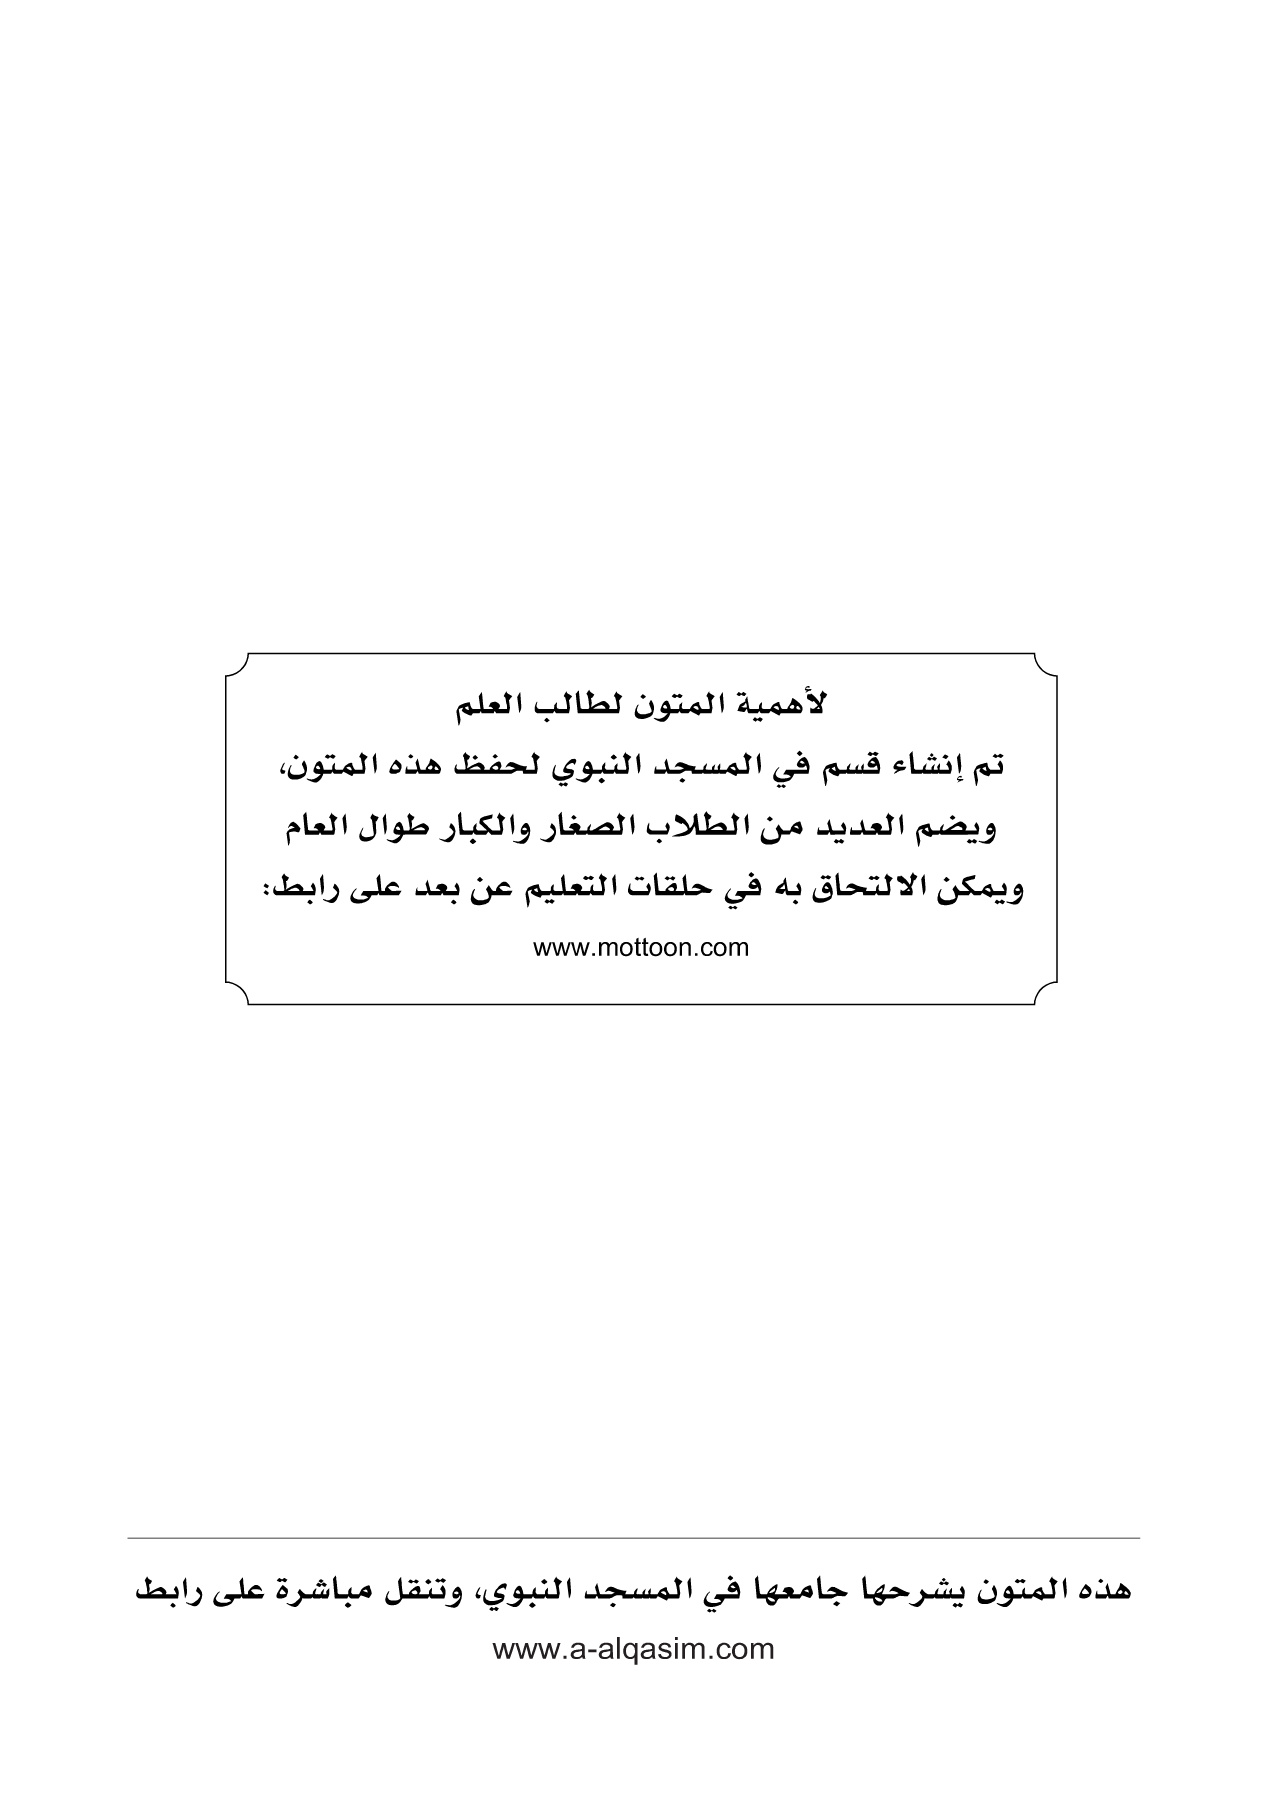 لأهمية المتون لطالب العلم
تم إنشاء قسم في المسجد النبوي لحفظ هذه المتون،
ويضم العديد من الطلاب الصغار والكبار طوال العام
ويمكن الالتحاق به في حلقات التعليم عن بعد على رابط:
www.mottoon.com
هذه المتون يشرحها جامعها في المسجد النبوي، وتنقل مباشرة على رابط
www.a-alqasim.com